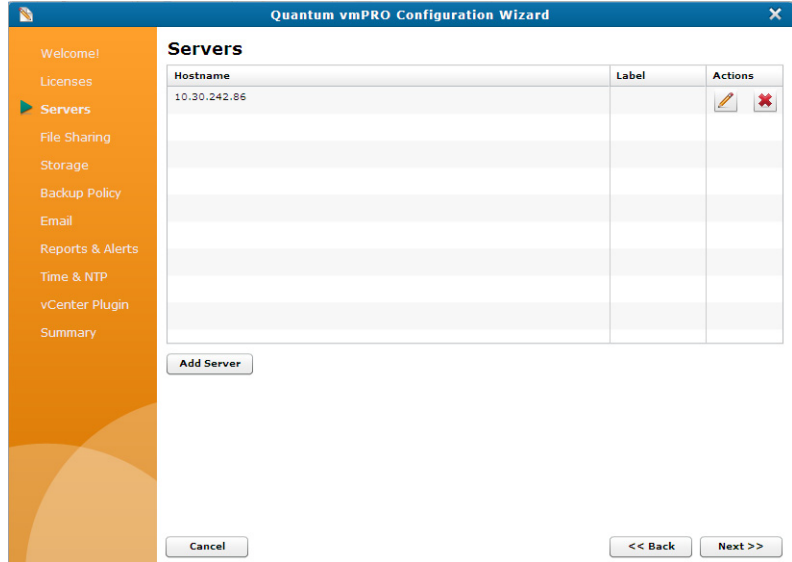 Quantum vmPRO Configuration Wizard
Welcome!
Licenses
Servers
File Sharing
Storage
Backup Policy
Email
Reports & Alerts
Time & NTP
vCenter Plugin
Summary
Servers
Hostname Label Actions
10.30.242.86
Add Server
Cancel << Back Next >>